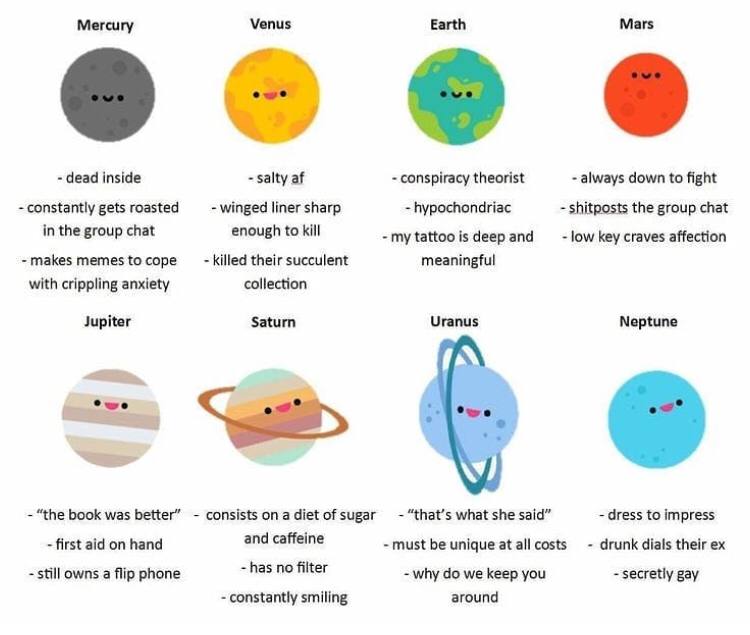 Mercury
- dead inside
- constantly gets roasted
in the group chat
- makes memes to cope
with crippling anxiety
Venus
- salty af
- winged liner sharp
enough to kill
- killed their succulent
collection
Earth
- conspiracy theorist
- hypochondriac
- my tattoo is deep and
meaningful
Mars
- always down to fight
- shitposts the group chat
- low key craves affection
Jupiter
- “the book was better”
- first aid on hand
- still owns a flip phone
Saturn
- consists on a diet of sugar
and caffeine
- has no filter
- constantly smiling
Uranus
- “that’s what she said”
- must be unique at all costs
- why do we keep you
around
Neptune
- dress to impress
- drunk dials their ex
- secretly gay